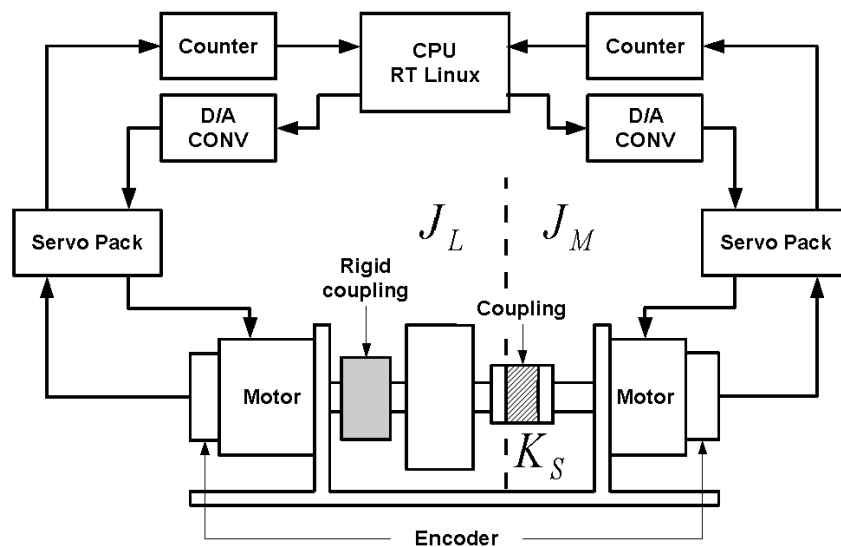 Counter
CPU
RT Linux
Counter
D/A
CONV
D/A
CONV
Servo Pack
J_L
J_M
Servo Pack
Rigid
coupling
Coupling
Motor
Motor
K_S
Encoder